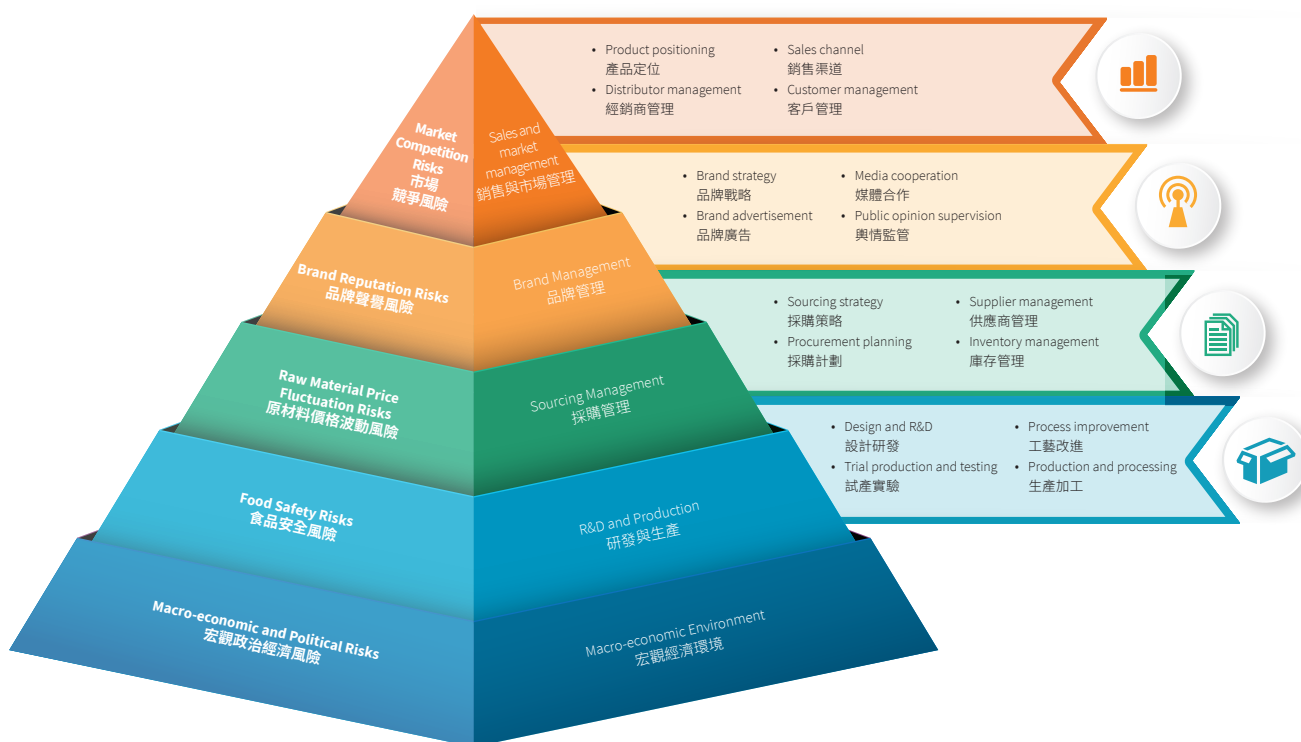 Market
Competition
Risks
市場
競爭風險
Sales and
market
management
銷售與市場管理
• Product positioning
產品定位
• Distributor management
經銷商管理
• Sales channel
銷售渠道
• Customer management
客戶管理
Brand Reputation Risks
品牌聲譽風險
Brand Management
品牌管理
• Brand strategy
品牌戰略
• Brand advertisement
品牌廣告
• Media cooperation
媒體合作
• Public opinion supervision
輿情監管
Raw Material Price
Fluctuation Risks
原材料價格波動風險
Sourcing Management
採購管理
• Sourcing strategy
採購策略
• Procurement planning
採購計劃
• Supplier management
供應商管理
• Inventory management
庫存管理
Food Safety Risks
食品安全風險
R&D and Production
研發與生產
• Design and R&D
設計研發
• Trial production and testing
試產實驗
• Process improvement
工藝改進
• Production and processing
生產加工
Macro-economic and Political Risks
宏觀政治經濟風險
Macro-economic Environment
宏觀經濟環境